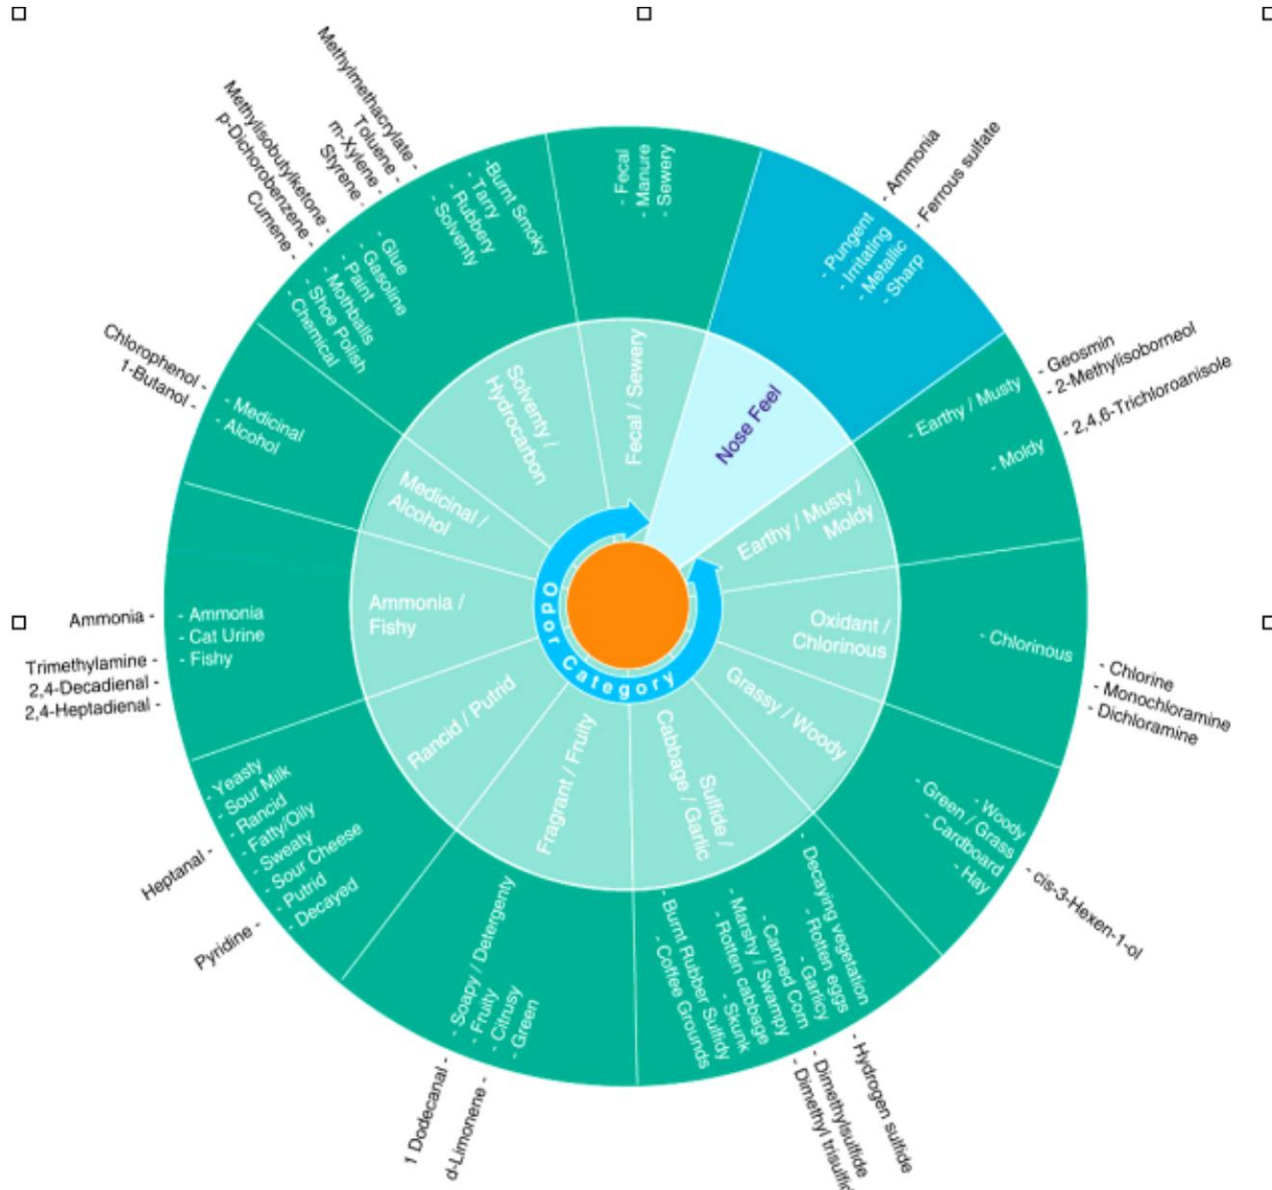 Odor Category
Nose Feel
- Pungent
- Irritating
- Metallic
- Sharp
- Ammonia
- Ferrous sulfate
Earthy / Musty /
Moldy
- Earthy / Musty
- Moldy
- Geosmin
- 2-Methylisoborneol
- 2,4,6-Trichloroanisole
Oxidant /
Chlorinous
- Chlorinous
- Chlorine
- Monochloramine
- Dichloramine
Grassy / Woody
- Woody
- Green / Grass
- Cardboard
- Hay
- cis-3-Hexen-1-ol
Sulfide /
Cabbage / Garlic
- Decaying vegetation
- Rotten eggs
- Garlicy
- Canned Corn
- Marshy / Swampy
- Rotten cabbage
- Skunk
- Burnt Rubber Sulfidy
- Coffee Grounds
- Hydrogen sulfide
- Dimethylsulfide
- Dimethyl
Fragrant / Fruity
- Soapy / Detergenty
- Fruity
- Citrusy
- Green
1 Dodecanal -
d-Limonene -
Rancid / Putrid
- Yeasty
- Sour Milk
- Rancid
- Fatty/Oily
- Sweaty
- Sour Cheese
- Putrid
- Decayed
Heptanal -
Pyridine -
Ammonia /
Fishy
- Ammonia
- Cat Urine
- Fishy
Ammonia -
Trimethylamine -
2,4-Decadienal -
2,4-Heptadienal -
Medicinal /
Alcohol
- Medicinal
- Alcohol
Chlorophenol -
1-Butanol -
Solventy /
Hydrocarbon
- Burnt Smoky
- Tarry
- Rubbery
- Solventy
- Glue
- Gasoline
- Paint
- Mothballs
- Shoe Polish
- Chemical
Methylmethacrylate -
Toluene -
m-Xylene -
Styrene -
Methylisobutylketone -
p-Dichorobenzene -
Cumene -
Fecal / Sewery
- Fecal
- Manure
- Sewery